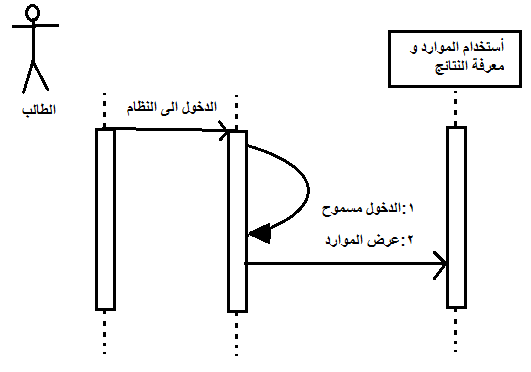 أستخدام الموارد و
معرفة النتائج
الطالب
الدخول الى النظام
١:الدخول مسموح
٢:عرض الموارد